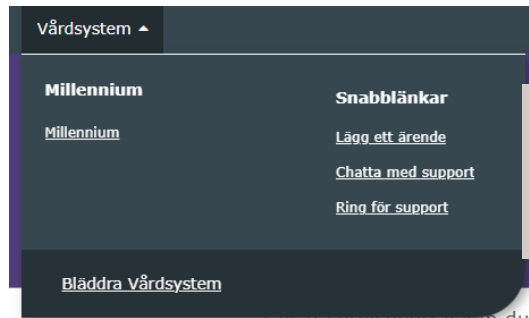 Vårdsystem
Millennium
Millennium
Snabblänkar
Lägg ett ärende
Chatta med support
Ring för support
Bläddra Vårdsystem